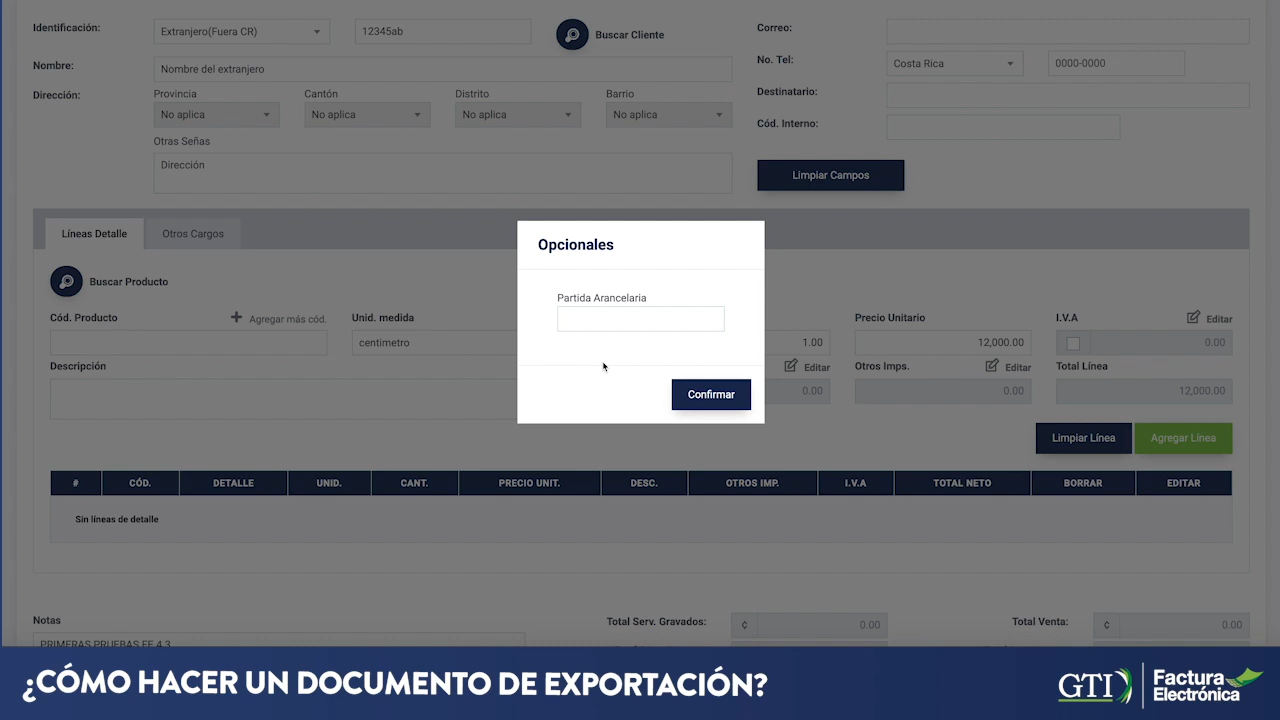 Identificación:
Extranjero(Fuera CR)
12345ab
Buscar Cliente
Nombre:
Nombre del extranjero
Dirección:
Provincia
Cantón
Distrito
Barrio
No aplica
No aplica
No aplica
No aplica
Otras Señas
Dirección
Correo:
No. Tel:
Costa Rica
0000-0000
Destinatario:
Cód. Interno:
Limpiar Campos
Líneas Detalle
Otros Cargos
Buscar Producto
Cód. Producto
Agregar más cód.
Unid. medida
centimetro
1.00
Precio Unitario
12,000.00
I.V.A
Editar
0.00
Descripción
Editar
0.00
Otros Imps.
Editar
0.00
Total Línea
12,000.00
Opcionales
Partida Arancelaria
Confirmar
Limpiar Línea
Agregar Línea
# CÓD. DETALLE UNID. CANT. PRECIO UNIT. DESC. OTROS IMP. I.V.A TOTAL NETO BORRAR EDITAR
Sin líneas de detalle
Notas
PRIMERAS PRUEBAS FE 4.3
Total Serv. Gravados:
₡ 0.00
Total Venta:
₡ 0.00
¿CÓMO HACER UN DOCUMENTO DE EXPORTACIÓN?
GTI
Factura
Electrónica